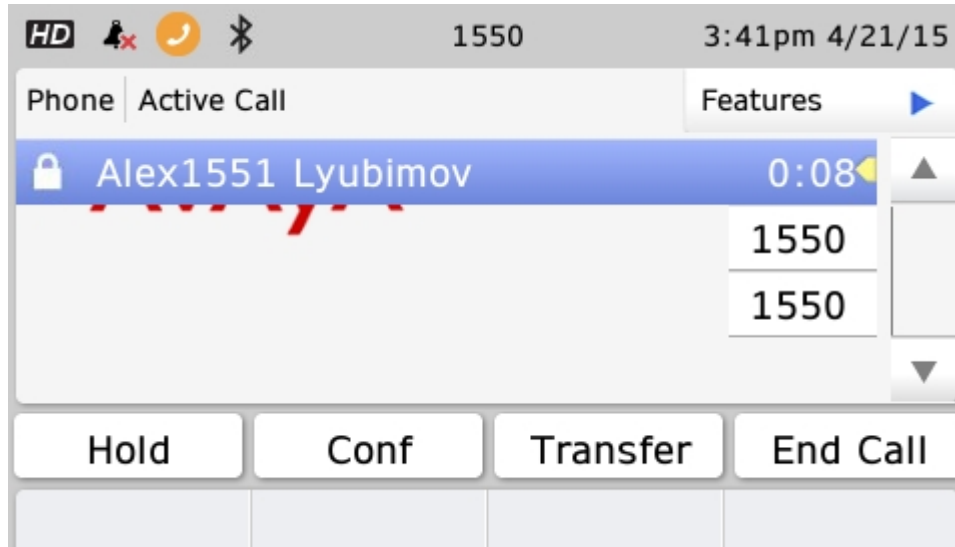 HD 1550 3:41pm 4/21/15
Phone Active Call Features
Alex1551 Lyubimov 0:08
AVAyA
1550
1550
Hold Conf Transfer End Call